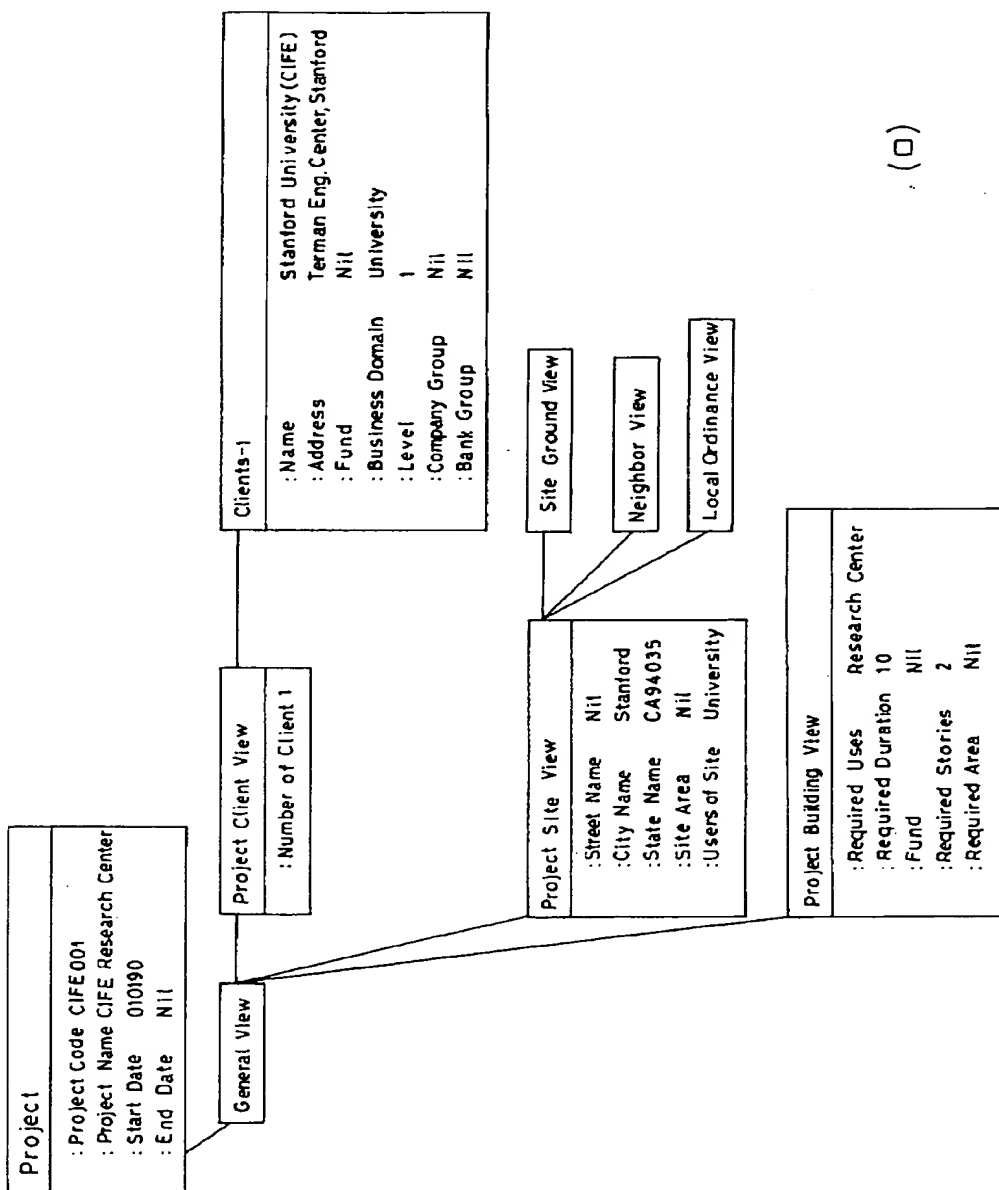 Project
: Project Code CIFE001
: Project Name CIFE Research Center
: Start Date 010190
: End Date Nil
General View
Project Client View
: Number of Client 1
Clients-1
: Name Stanford University (CIFE)
: Address Terman Eng. Center, Stanford
: Fund Nil
: Business Domain University
: Level 1
: Company Group Nil
: Bank Group Nil
Project Site View
: Street Name Nil
: City Name Stanford
: State Name CA94035
: Site Area Nil
: Users of Site University
Site Ground View
Neighbor View
Local Ordinance View
Project Building View
: Required Uses Research Center
: Required Duration 10
: Fund Nil
: Required Stories 2
: Required Area Nil
(ロ)